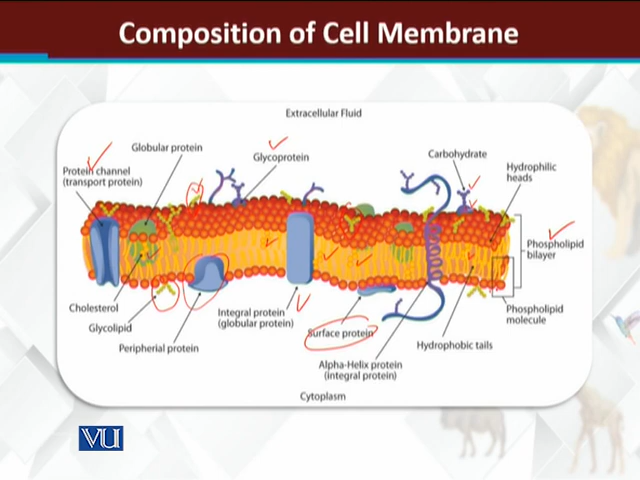 Composition of Cell Membrane
Extracellular Fluid
Globular protein
Glycoprotein
Carbohydrate
Hydrophilic
heads
Protein channel
(transport protein)
Phospholipid
bilayer
Cholesterol
Glycolipid
Peripherial protein
Integral protein
(globular protein)
Surface protein
Alpha-Helix protein
(integral protein)
Hydrophobic tails
Phospholipid
molecule
Cytoplasm
VU